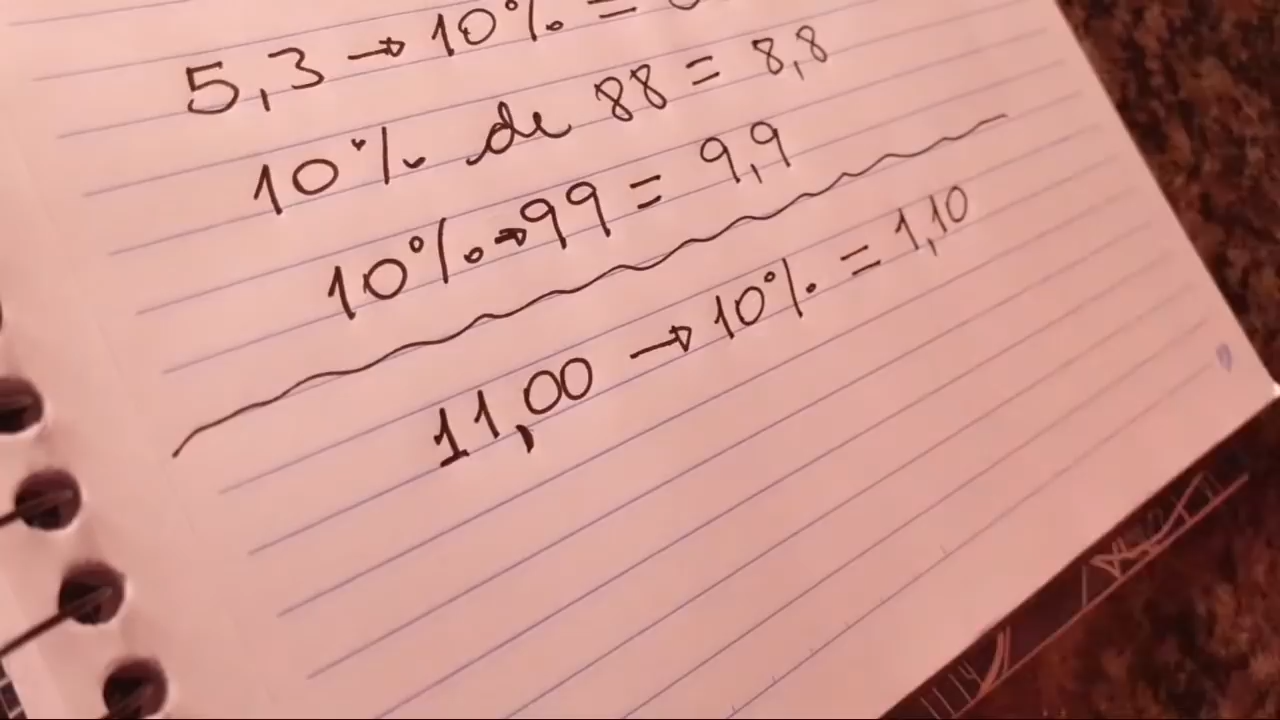 5,3 → 10% =
10% de 88 = 8,8
10% → 99 = 9,9
11,00 → 10% = 1,10